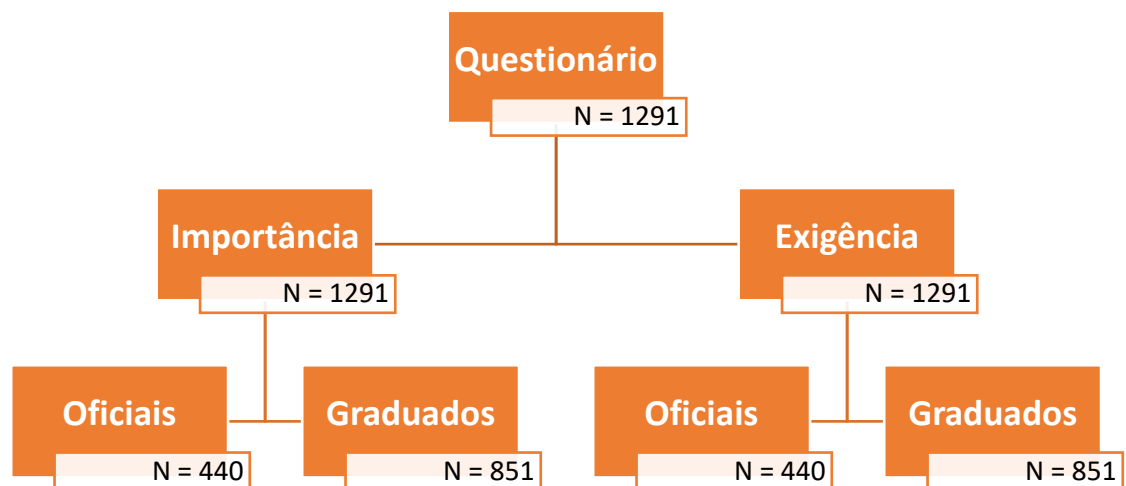 Questionário
N = 1291
Importância
N = 1291
Exigência
N = 1291
Oficiais
N = 440
Graduados
N = 851
Oficiais
N = 440
Graduados
N = 851